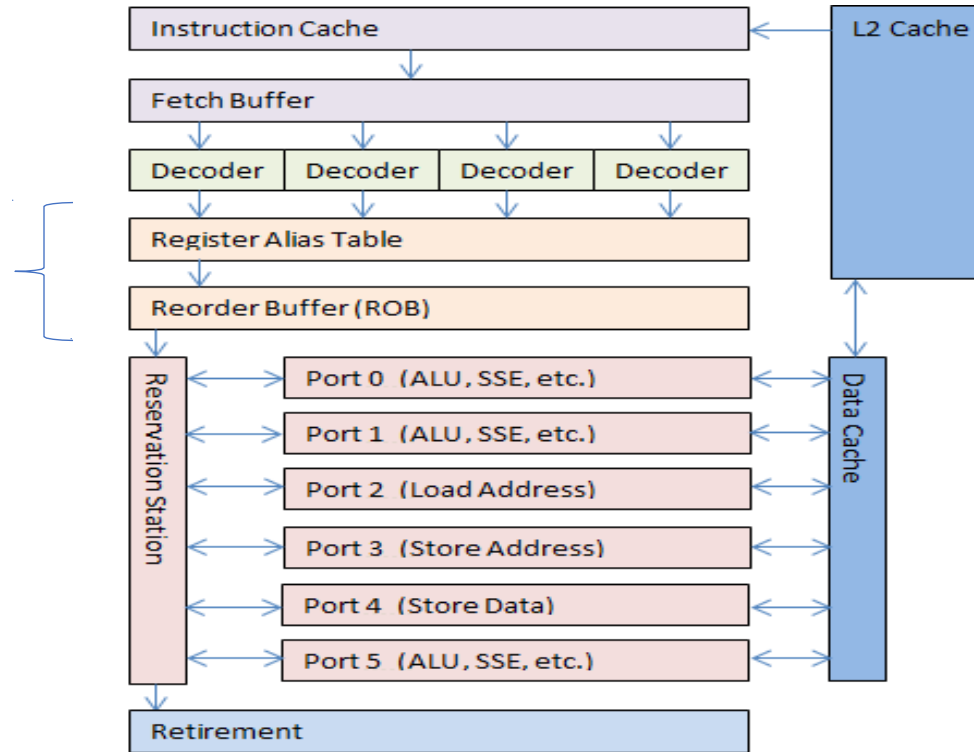 Instruction Cache
L2 Cache
Fetch Buffer
Decoder
Decoder
Decoder
Decoder
Register Alias Table
Reorder Buffer (ROB)
Reservation Station
Port 0 (ALU, SSE, etc.)
Port 1 (ALU, SSE, etc.)
Port 2 (Load Address)
Port 3 (Store Address)
Port 4 (Store Data)
Port 5 (ALU, SSE, etc.)
Data Cache
Retirement